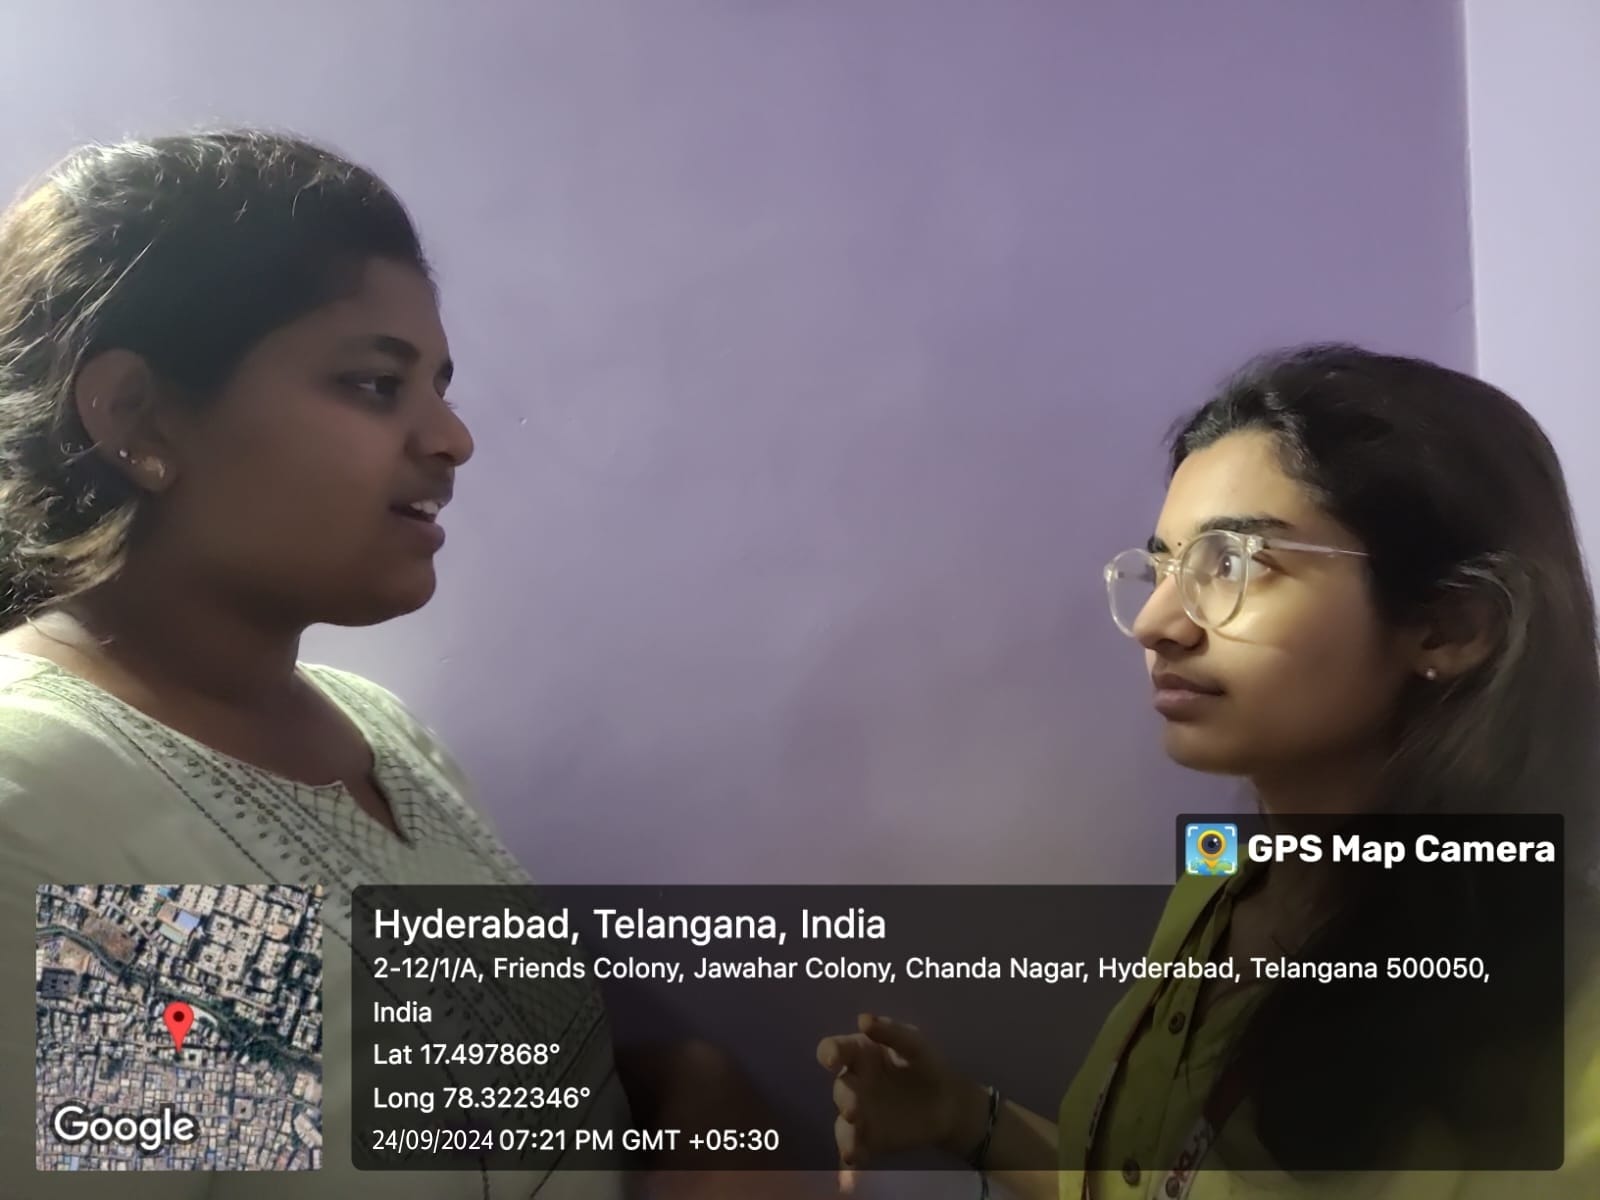 GPS Map Camera
Hyderabad, Telangana, India
2-12/1/A, Friends Colony, Jawahar Colony, Chanda Nagar, Hyderabad, Telangana 500050,
India
Lat 17.497868°
Long 78.322346°
24/09/2024 07:21 PM GMT +05:30
Google